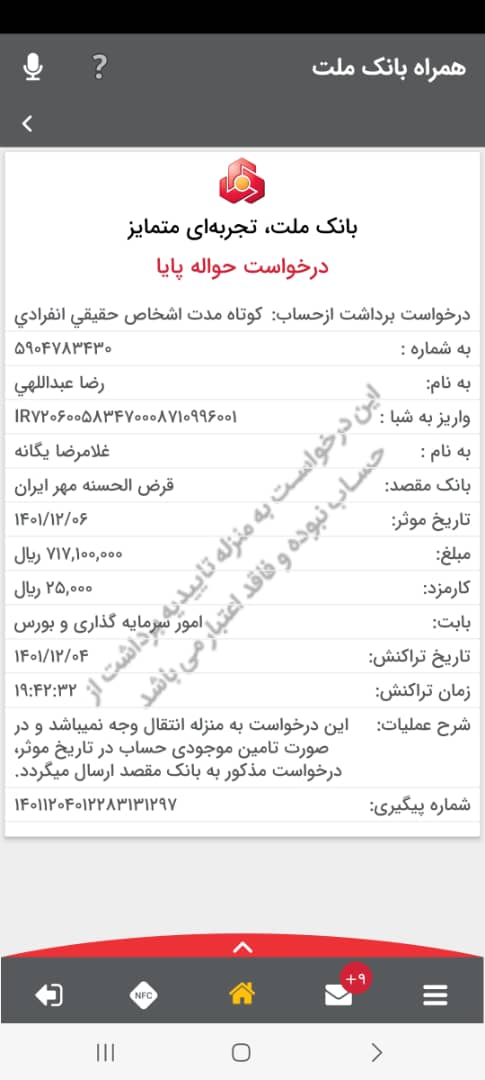 همراه بانک ملت
?
بانک ملت، تجربه‌ای متمایز
درخواست حواله پایا
درخواست برداشت ازحساب: کوتاه مدت اشخاص حقيقي انفرادي
به شماره : ۵۹۰۴۷۸۳۴۳۰
به نام: رضا عبداللهي
واریز به شبا : IR۷۲۰۶۰۰۵۸۳۴۷۰۰۰۸۷۱۰۹۹۶۰۰۱
به نام : غلامرضا یگانه
بانک مقصد: قرض الحسنه مهر ایران
تاریخ موثر: ۱۴۰۱/۱۲/۰۶
مبلغ: ۷۱۷,۱۰۰,۰۰۰ ریال
کارمزد: ۲۵,۰۰۰ ریال
بابت: امور سرمایه گذاری و بورس
تاریخ تراکنش: ۱۴۰۱/۱۲/۰۴
زمان تراکنش: ۱۹:۴۲:۳۲
شرح عملیات: این درخواست به منزله انتقال وجه نمیباشد و در
صورت تامین موجودی حساب در تاریخ موثر،
درخواست مذکور به بانک مقصد ارسال میگردد.
شماره پیگیری: ۱۴۰۱۱۲۰۴۰۱۲۲۸۳۱۳۱۲۹۷
این درخواست به منزله تاییدیه برداشت از
حساب نبوده و فاقد اعتبار می باشد
NFC
+۹